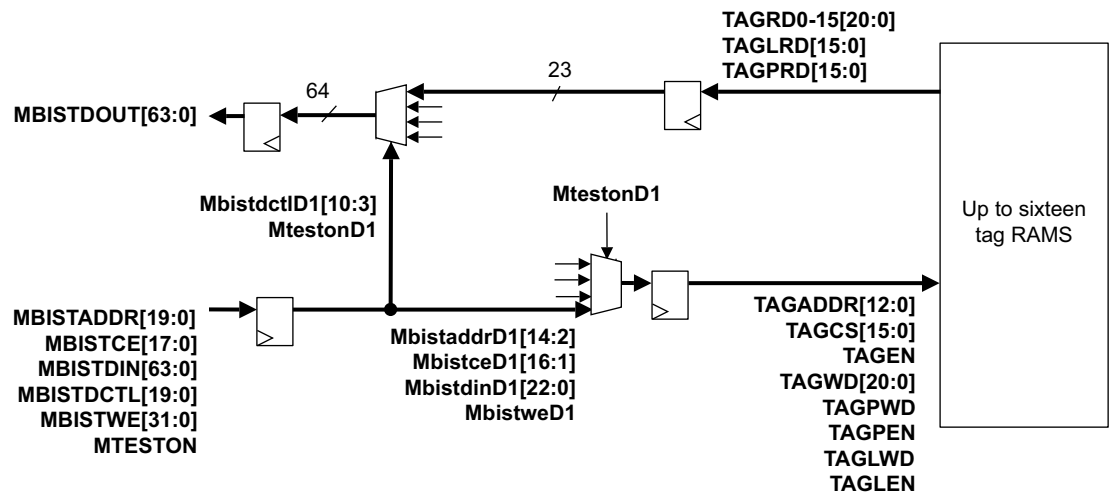 TAGRD0-15[20:0]
TAGLRD[15:0]
TAGPRD[15:0]
23
64
MBISTDOUT[63:0]
MbistdctlD1[10:3]
MtestonD1
MtestonD1
Up to sixteen
tag RAMS
MBISTADDR[19:0]
MBISTCE[17:0]
MBISTDIN[63:0]
MBISTDCTL[19:0]
MBISTWE[31:0]
MTESTON
MbistaddrD1[14:2]
MbistceD1[16:1]
MbistdinD1[22:0]
MbistweD1
TAGADDR[12:0]
TAGCS[15:0]
TAGEN
TAGWD[20:0]
TAGPWD
TAGPEN
TAGLWD
TAGLEN